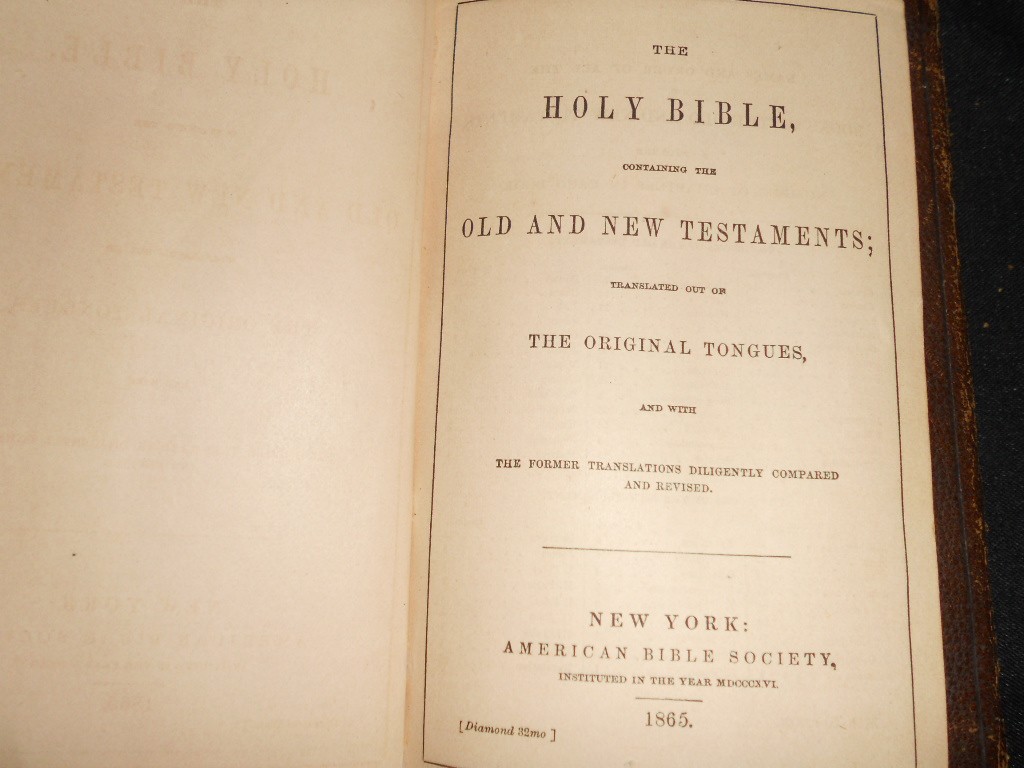 THE
HOLY BIBLE,
CONTAINING THE
OLD AND NEW TESTAMENTS;
TRANSLATED OUT OF
THE ORIGINAL TONGUES,
AND WITH
THE FORMER TRANSLATIONS DILIGENTLY COMPARED
AND REVISED.
NEW YORK:
AMERICAN BIBLE SOCIETY,
INSTITUTED IN THE YEAR MDCCCXVI.
1865.
[Diamond 32mo]